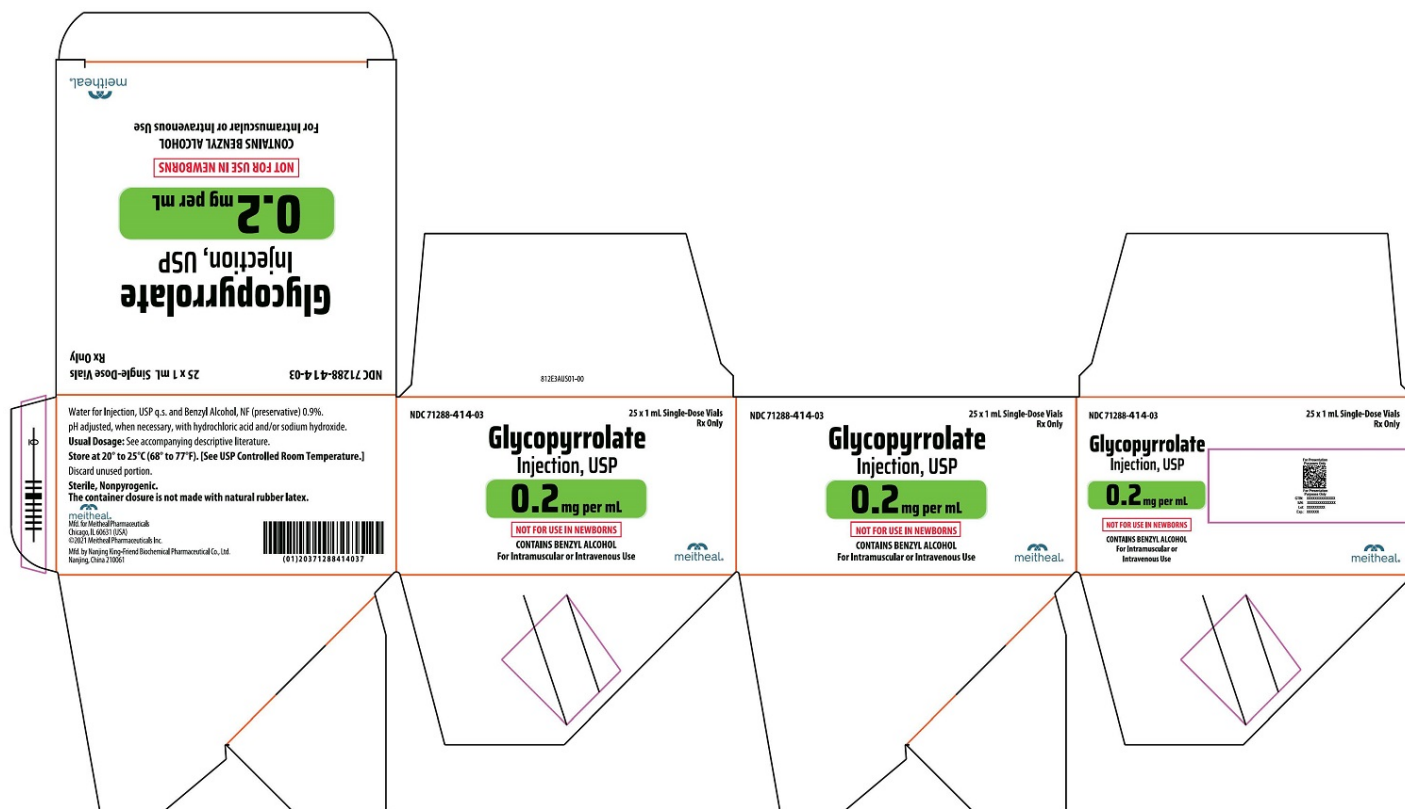 meitheal®
For Intramuscular or Intravenous Use
CONTAINS BENZYL ALCOHOL
NOT FOR USE IN NEWBORNS
0.2 mg per mL
Injection, USP
Glycopyrrolate
Rx Only
25 x 1 mL Single-Dose Vials
NDC 71288-414-03
812E3AUS01-00
Water for Injection, USP q.s. and Benzyl Alcohol, NF (preservative) 0.9%.
pH adjusted, when necessary, with hydrochloric acid and/or sodium hydroxide.
Usual Dosage: See accompanying descriptive literature.
Store at 20° to 25°C (68° to 77°F). [See USP Controlled Room Temperature.]
Discard unused portion.
Sterile, Nonpyrogenic.
The container closure is not made with natural rubber latex.
meitheal®
Mfd. for Meitheal Pharmaceuticals
Chicago, IL 60631 (USA)
©2021 Meitheal Pharmaceuticals Inc.
Mfd. by Nanjing King-Friend Biochemical Pharmaceutical Co., Ltd.
Nanjing, China 210061
(01)20371288414037
NDC 71288-414-03
25 x 1 mL Single-Dose Vials
Rx Only
Glycopyrrolate
Injection, USP
0.2 mg per mL
NOT FOR USE IN NEWBORNS
CONTAINS BENZYL ALCOHOL
For Intramuscular or Intravenous Use
meitheal®
NDC 71288-414-03
25 x 1 mL Single-Dose Vials
Rx Only
Glycopyrrolate
Injection, USP
0.2 mg per mL
NOT FOR USE IN NEWBORNS
CONTAINS BENZYL ALCOHOL
For Intramuscular or Intravenous Use
meitheal®
NDC 71288-414-03
25 x 1 mL Single-Dose Vials
Rx Only
Glycopyrrolate
Injection, USP
0.2 mg per mL
NOT FOR USE IN NEWBORNS
CONTAINS BENZYL ALCOHOL
For Intramuscular or
Intravenous Use
For Presentation
Purposes Only
For Presentation
Purposes Only
meitheal®